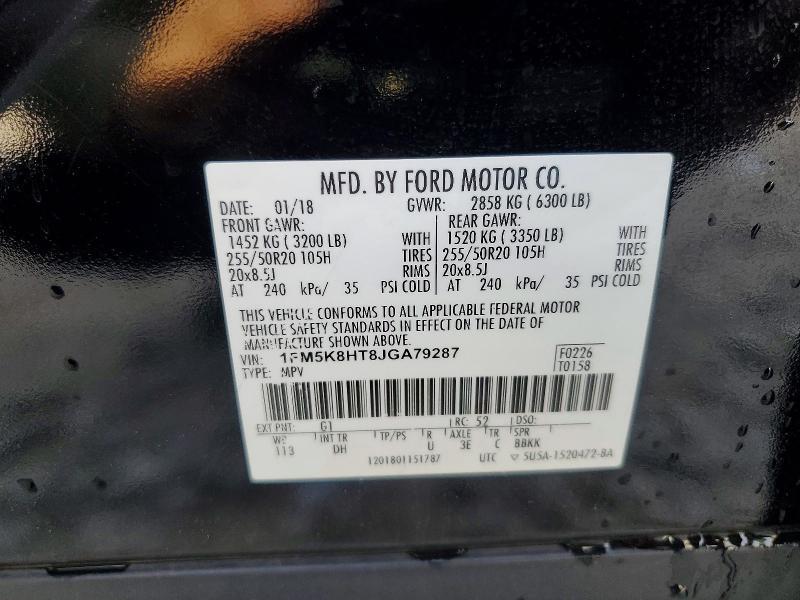 MFD. BY FORD MOTOR CO.
DATE: 01/18 GVWR: 2858 KG ( 6300 LB)
FRONT GAWR: REAR GAWR:
1452 KG ( 3200 LB) WITH 1520 KG ( 3350 LB) WITH
255/50R20 105H TIRES 255/50R20 105H TIRES
20x8.5J RIMS 20x8.5J RIMS
AT 240 kPa/ 35 PSI COLD AT 240 kPa/ 35 PSI COLD
THIS VEHICLE CONFORMS TO ALL APPLICABLE FEDERAL MOTOR
VEHICLE SAFETY STANDARDS IN EFFECT ON THE DATE OF
MANUFACTURE SHOWN ABOVE.
VIN: 1FM5K8HT8JGA79287 F0226
TYPE: MPV T0158
EXT PNT: G1 RC: 52 DSO:
WB INT TR TP/PS R AXLE TR SPR
113 DH U 3E C BBKK
1201801151787 UTC ▽ 5USA-1520472-BA